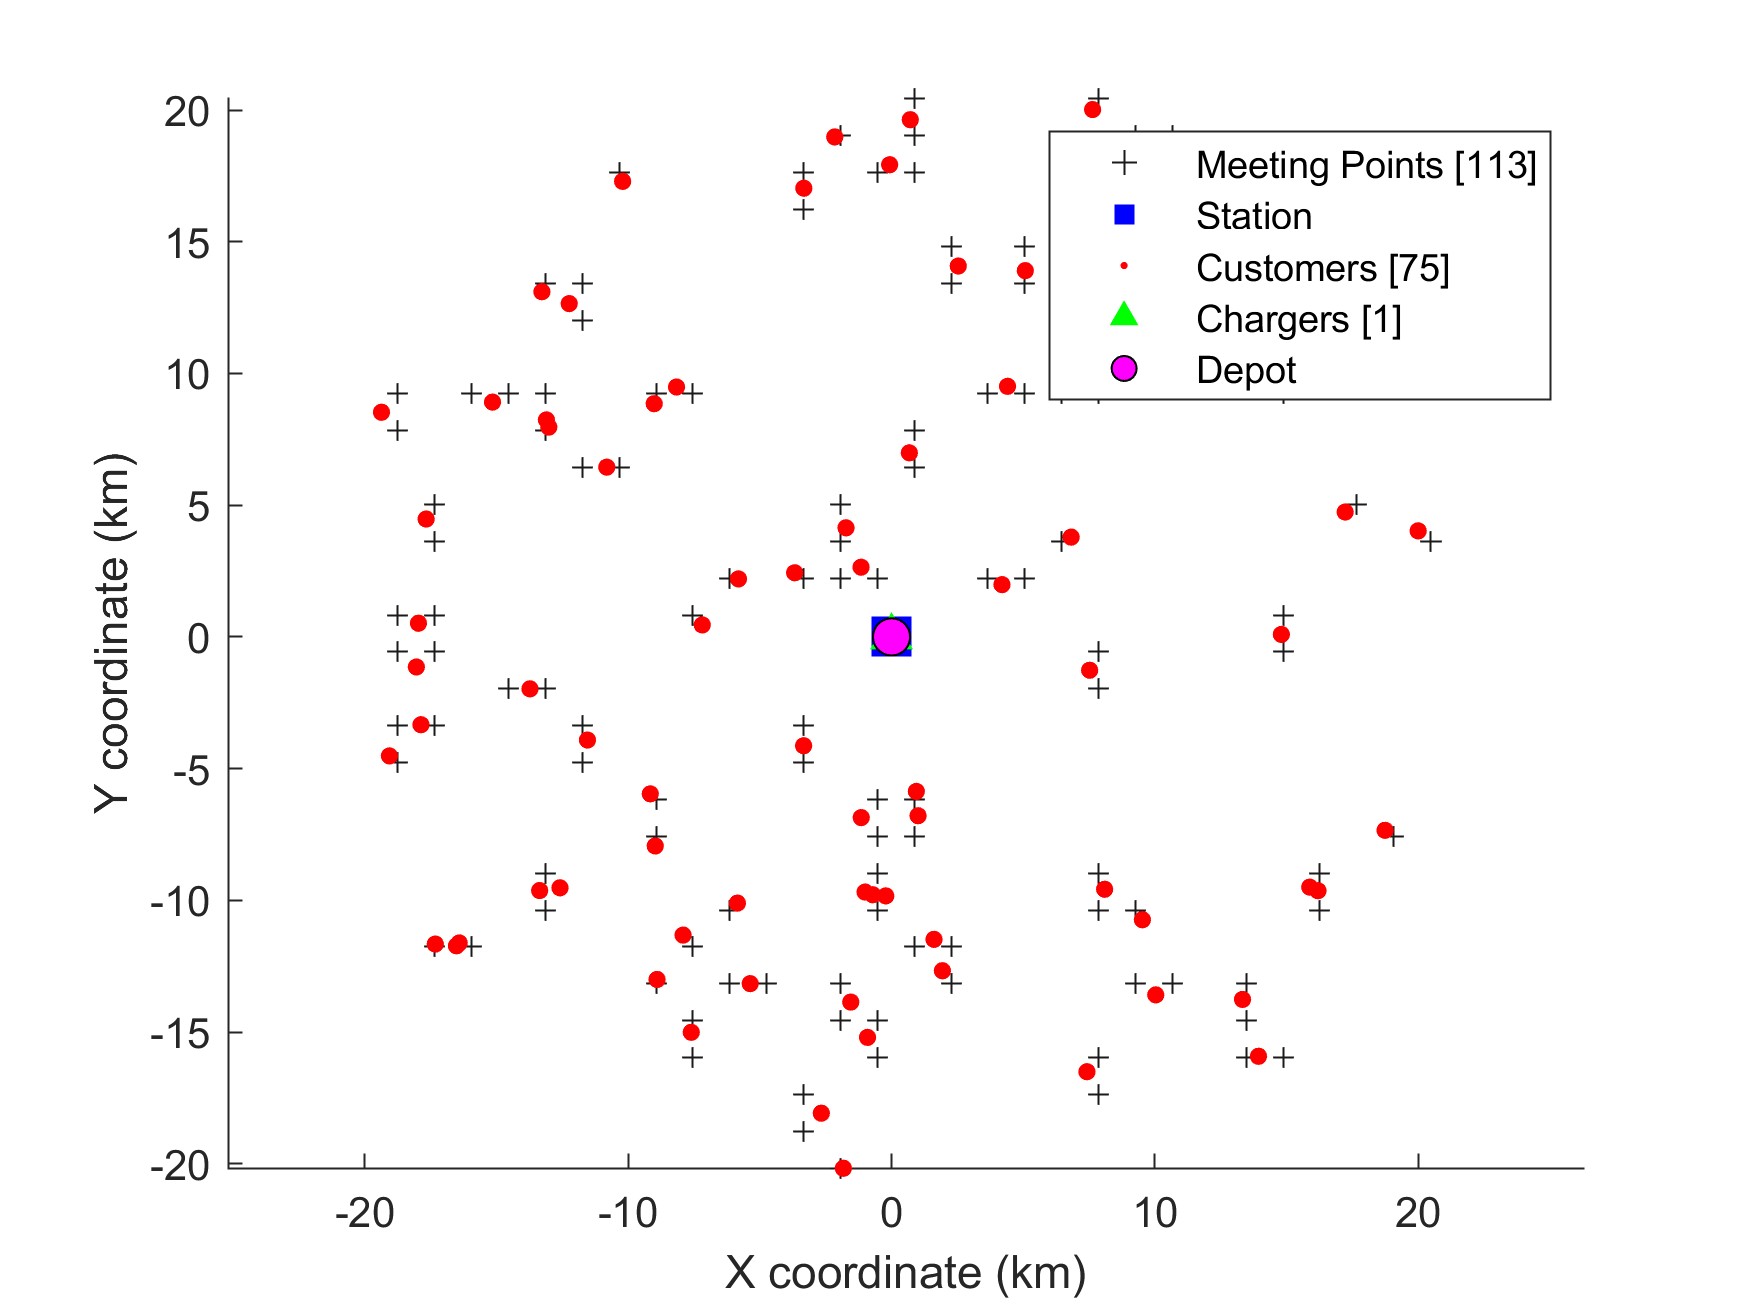 20
15
10
5
0
-5
-10
-15
-20
Y coordinate (km)
Meeting Points [113]
Station
Customers [75]
Chargers [1]
Depot
-20 -10 0 10 20
X coordinate (km)